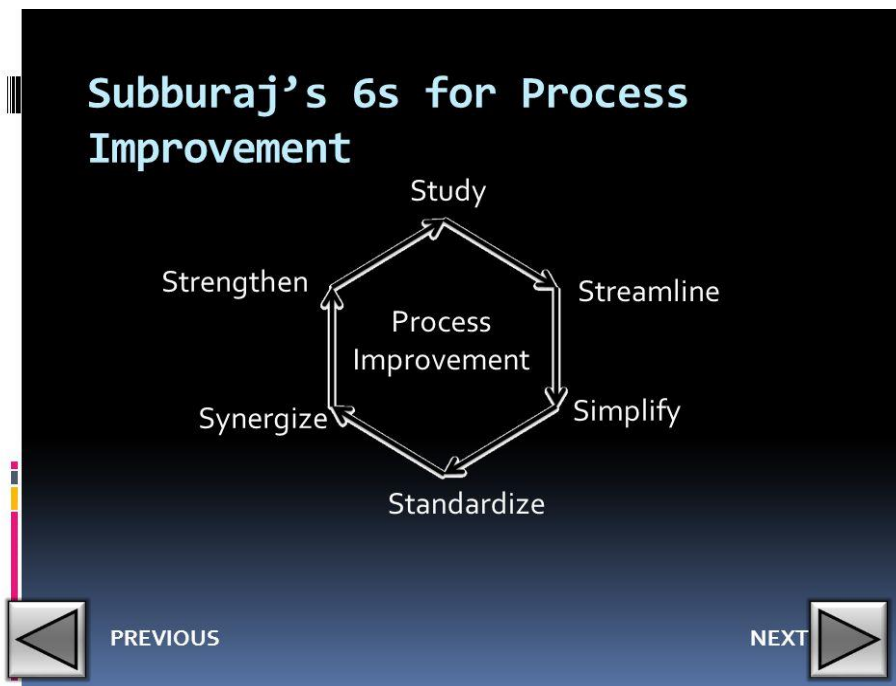 Subburaj’s 6s for Process
Improvement
Study
Strengthen
Streamline
Process
Improvement
Synergize
Simplify
Standardize
PREVIOUS
NEXT